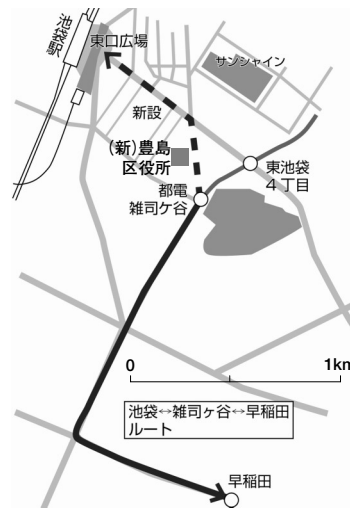 池袋駅
東口広場
サンシャイン
新設
(新)豊島
区役所
東池袋
4丁目
都電
雑司ケ谷
0 1km
池袋↔雑司ヶ谷↔早稲田
ルート
早稲田